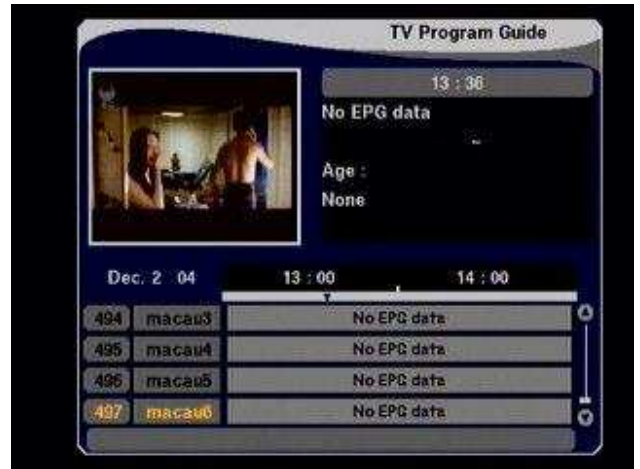 TV Program Guide
13 : 36
No EPG data
~
Age :
None
Dec. 2 04 13 : 00 14 : 00
494 macau3 No EPG data
495 macau4 No EPG data
496 macau5 No EPG data
497 macau6 No EPG data